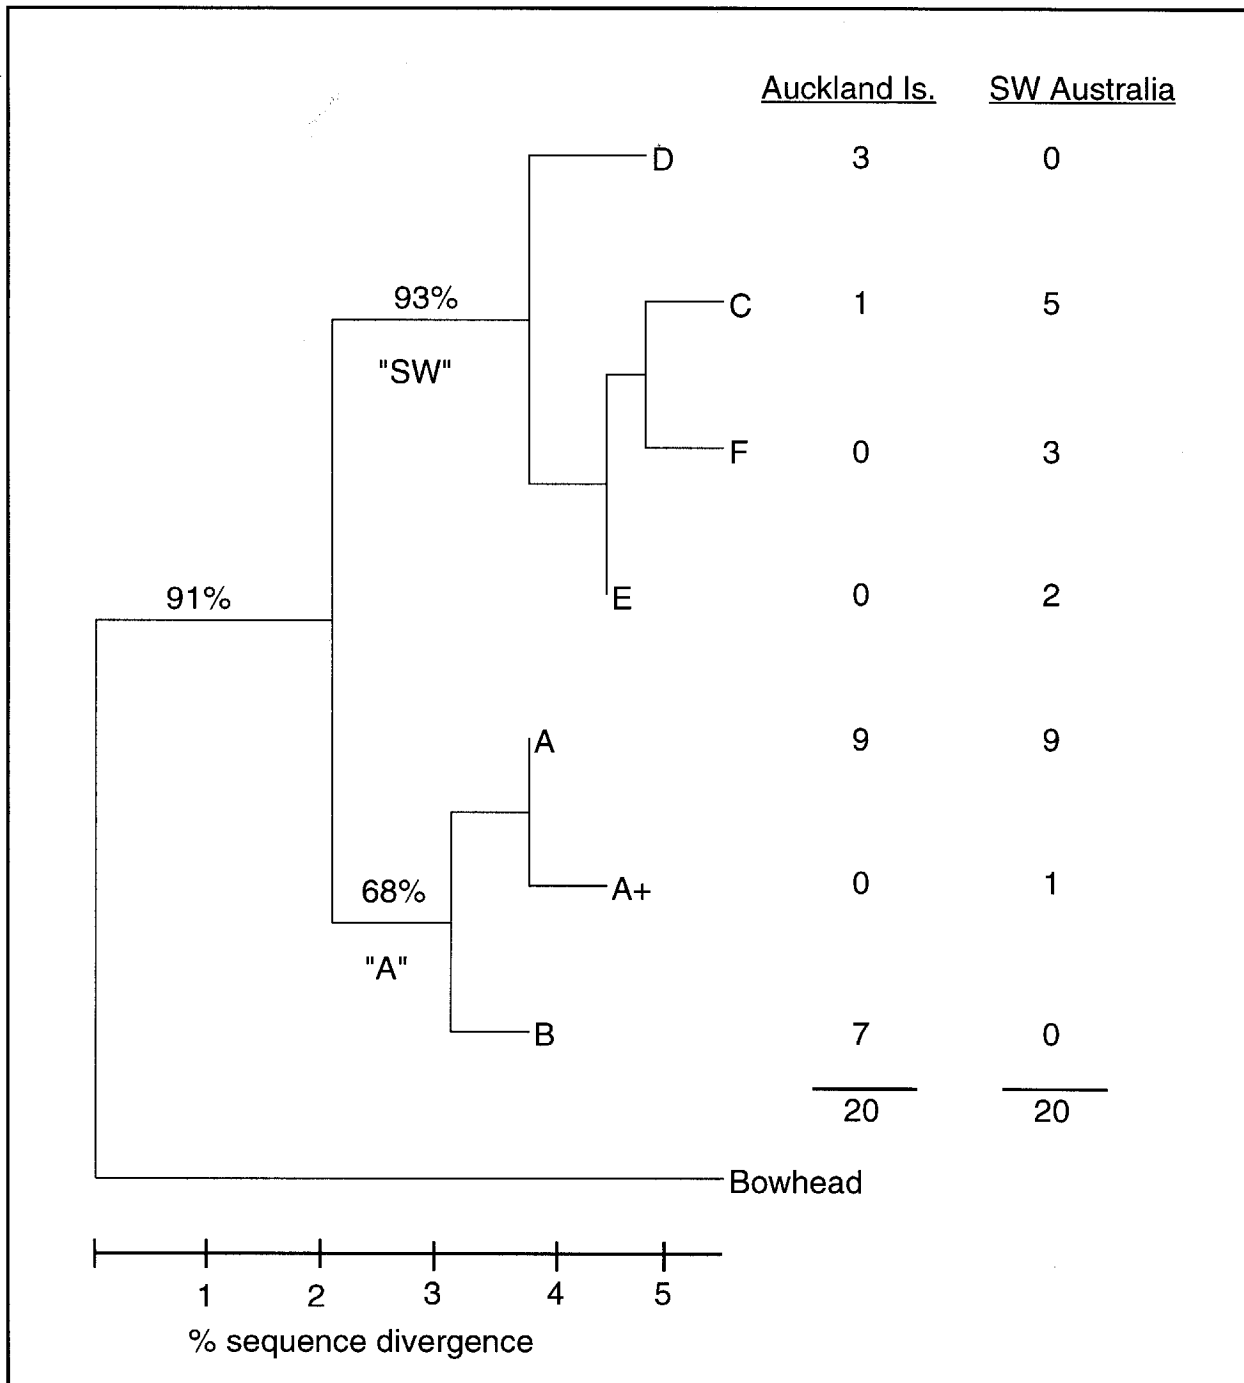 Auckland Is. SW Australia
D 3 0
93%
C 1 5
"SW"
F 0 3
91%
E 0 2
A 9 9
68%
A+ 0 1
"A"
B 7 0
20 20
Bowhead
1 2 3 4 5
% sequence divergence